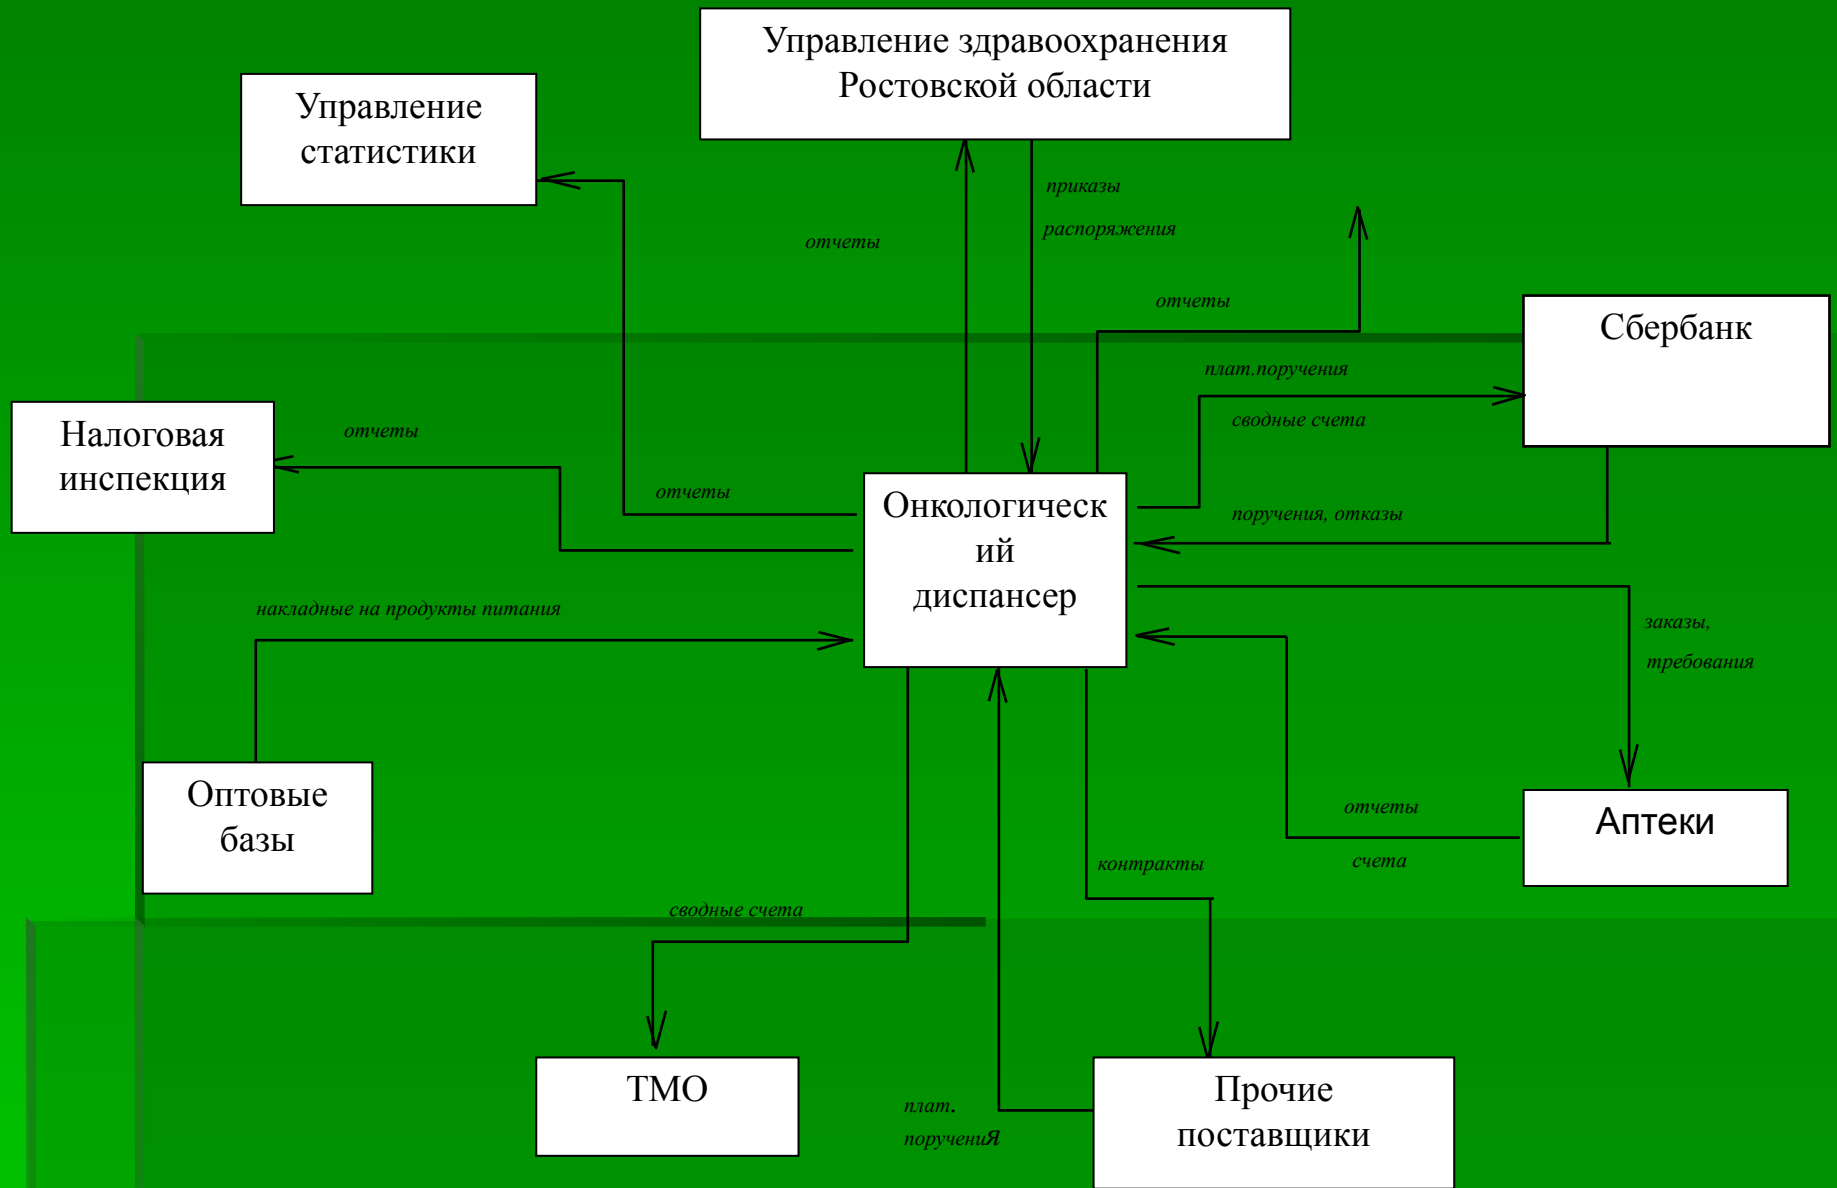 Управление здравоохранения
Ростовской области
Управление
статистики
приказы
распоряжения
отчеты
отчеты
Сбербанк
плат.поручения
сводные счета
Налоговая
инспекция
отчеты
отчеты
Онкологическ
ий
диспансер
поручения, отказы
накладные на продукты питания
заказы,
требования
Оптовые
базы
отчеты
счета
Аптеки
контракты
сводные счета
ТМО
плат.
поручениЯ
Прочие
поставщики